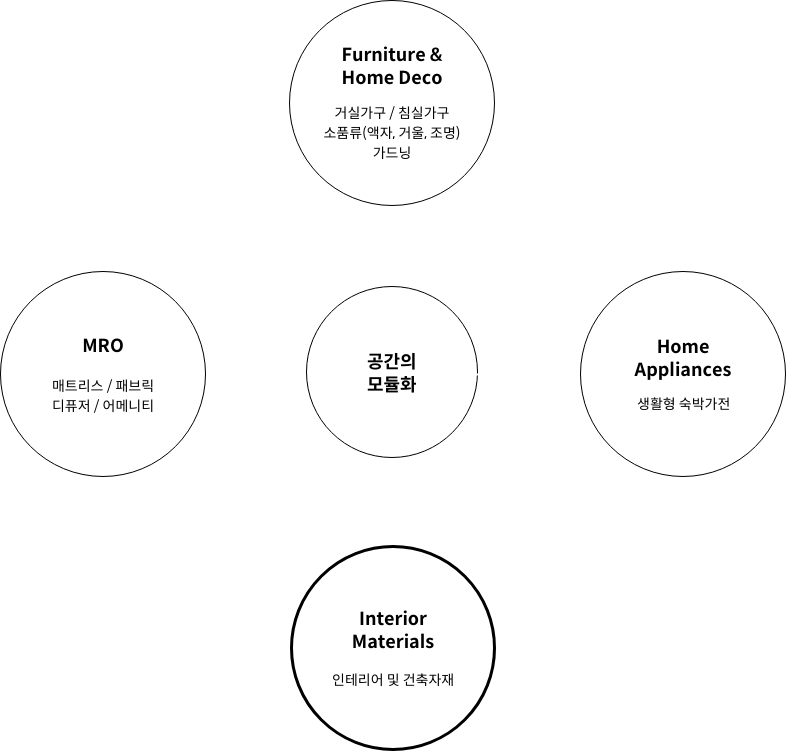 Furniture &
Home Deco
거실가구 / 침실가구
소품류(액자, 거울, 조명)
가드닝
MRO
매트리스 / 패브릭
디퓨저 / 어메니티
공간의
모듈화
Home
Appliances
생활형 숙박가전
Interior
Materials
인테리어 및 건축자재